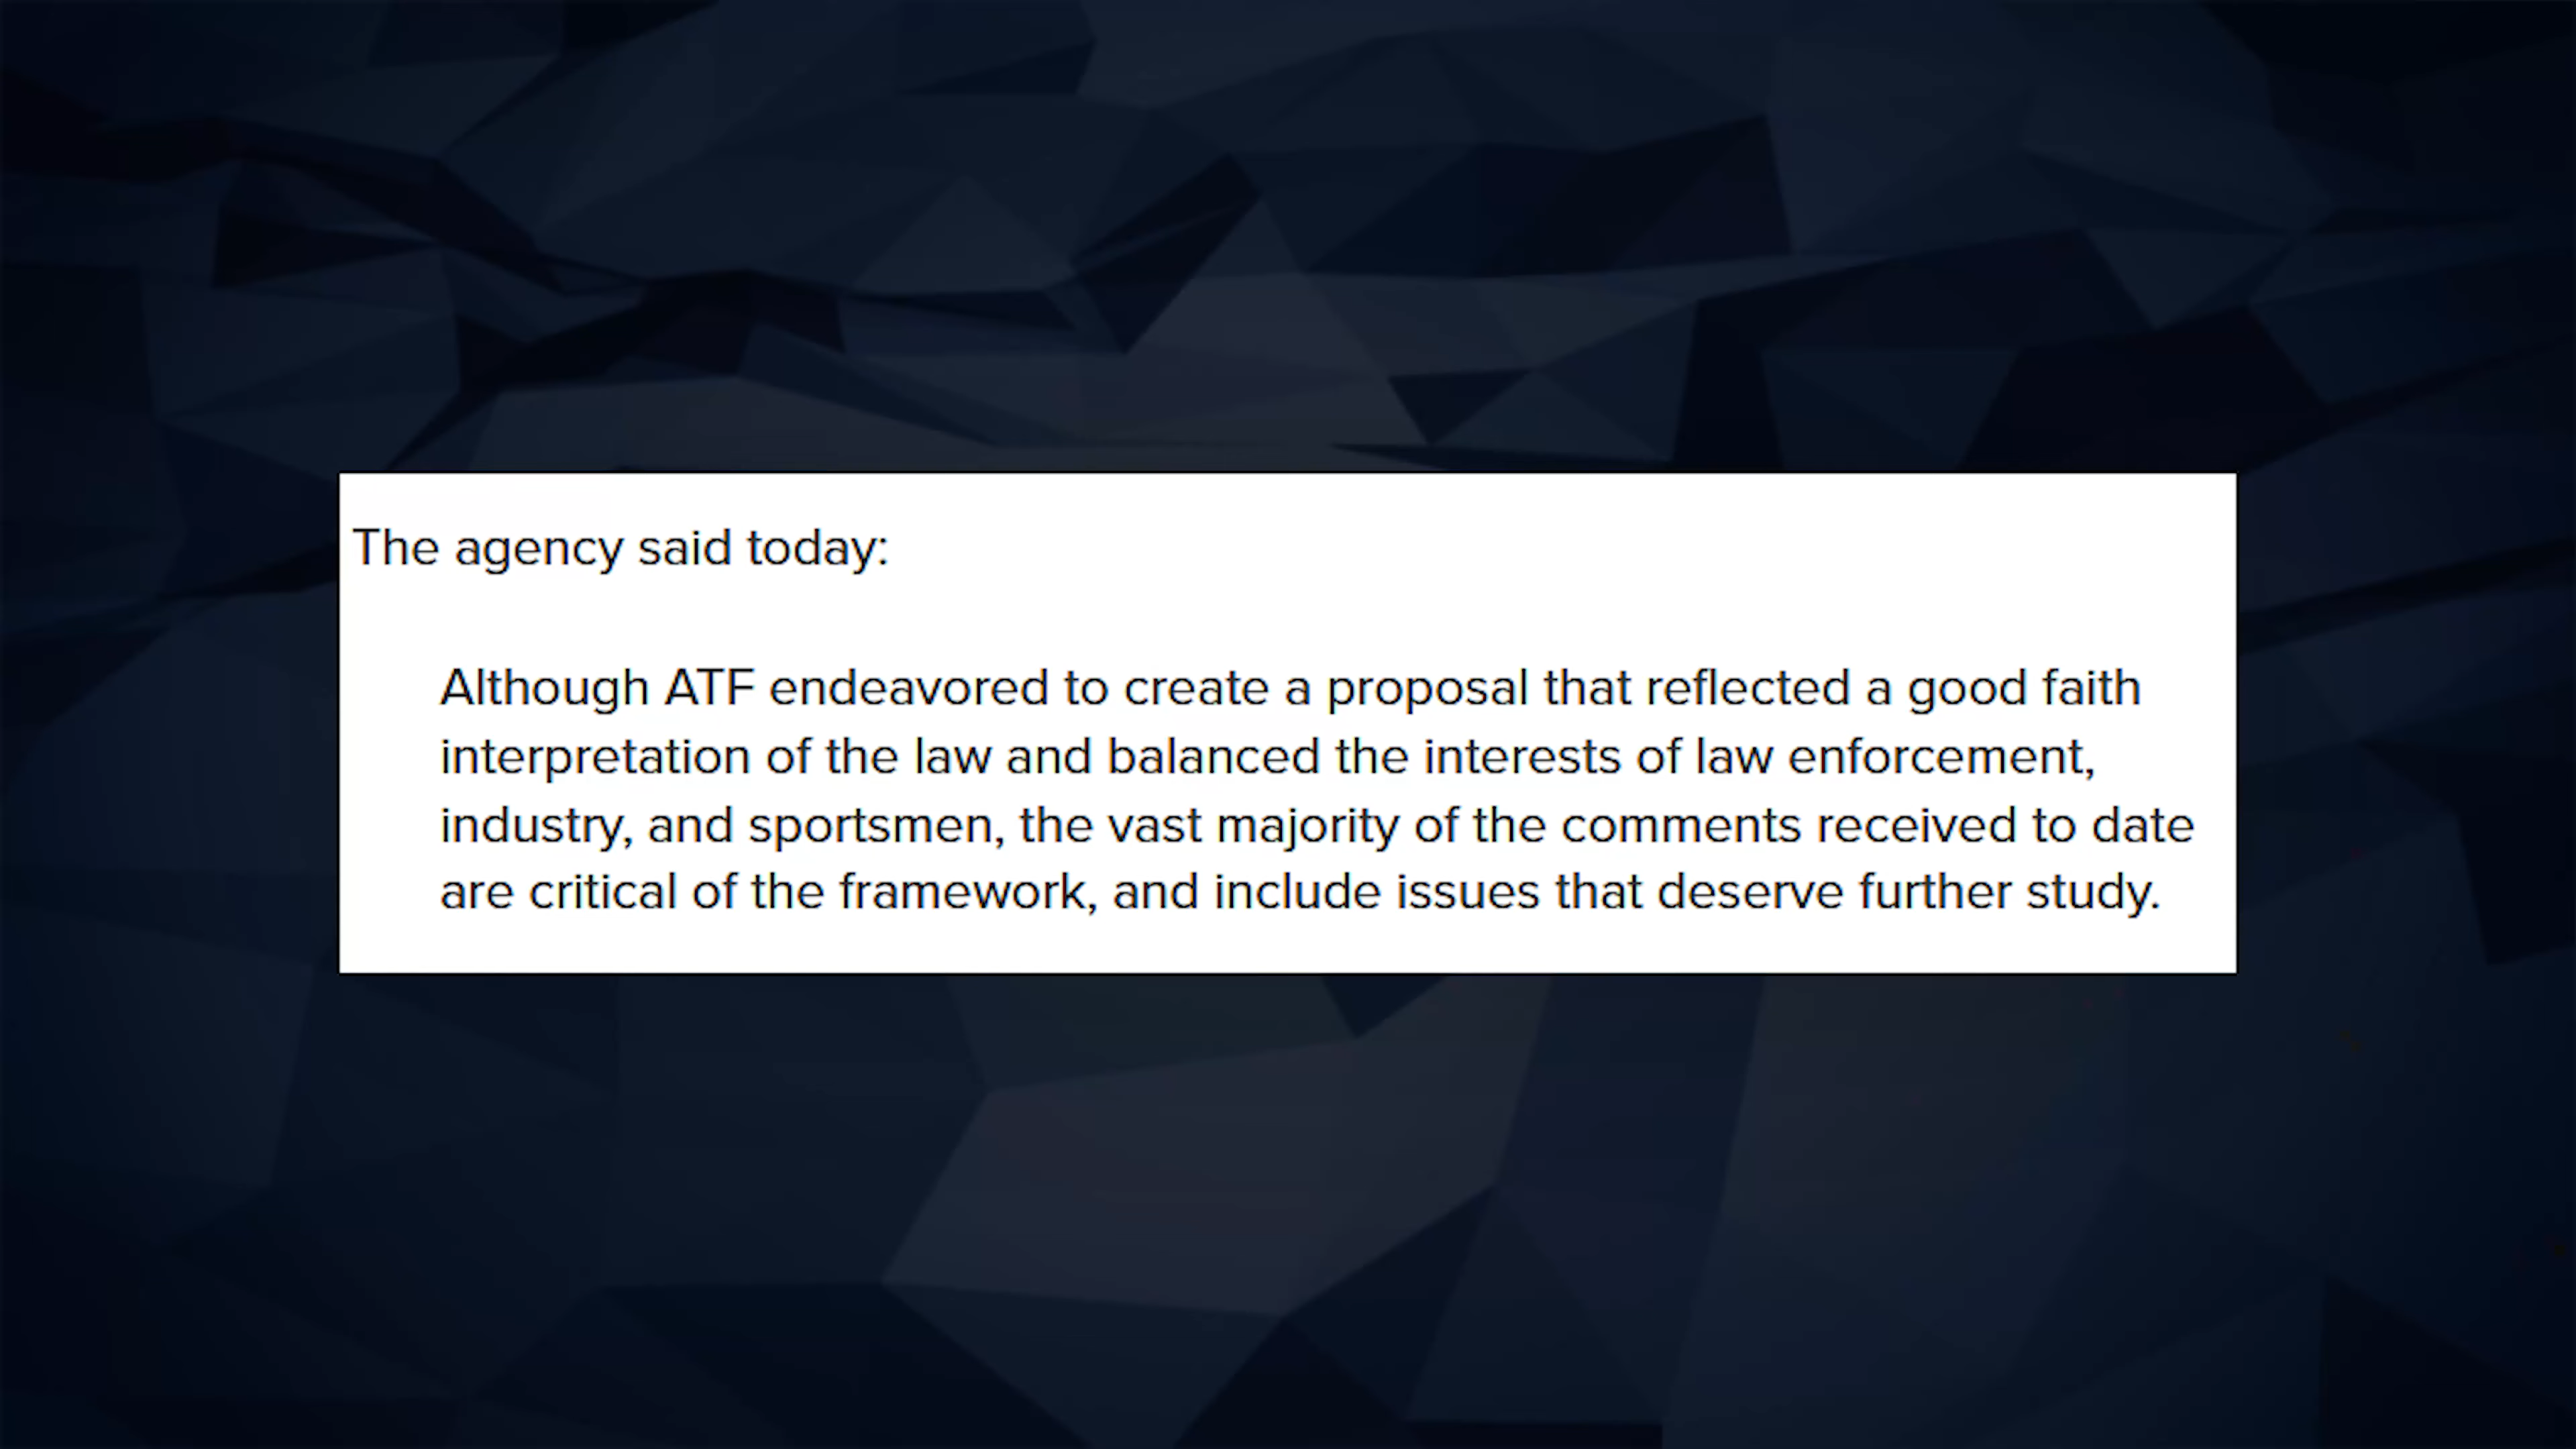 The agency said today:
Although ATF endeavored to create a proposal that reflected a good faith
interpretation of the law and balanced the interests of law enforcement,
industry, and sportsmen, the vast majority of the comments received to date
are critical of the framework, and include issues that deserve further study.